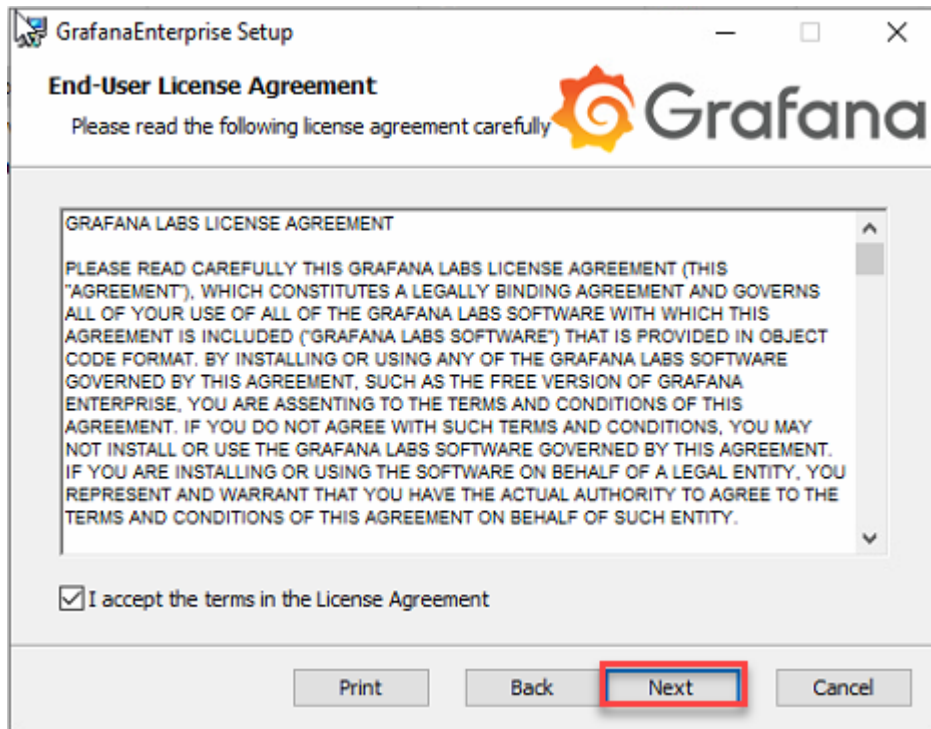 GrafanaEnterprise Setup
End-User License Agreement
Please read the following license agreement carefully
Grafana
GRAFANA LABS LICENSE AGREEMENT
PLEASE READ CAREFULLY THIS GRAFANA LABS LICENSE AGREEMENT (THIS
"AGREEMENT"), WHICH CONSTITUTES A LEGALLY BINDING AGREEMENT AND GOVERNS
ALL OF YOUR USE OF ALL OF THE GRAFANA LABS SOFTWARE WITH WHICH THIS
AGREEMENT IS INCLUDED ("GRAFANA LABS SOFTWARE") THAT IS PROVIDED IN OBJECT
CODE FORMAT. BY INSTALLING OR USING ANY OF THE GRAFANA LABS SOFTWARE
GOVERNED BY THIS AGREEMENT, SUCH AS THE FREE VERSION OF GRAFANA
ENTERPRISE, YOU ARE ASSENTING TO THE TERMS AND CONDITIONS OF THIS
AGREEMENT. IF YOU DO NOT AGREE WITH SUCH TERMS AND CONDITIONS, YOU MAY
NOT INSTALL OR USE THE GRAFANA LABS SOFTWARE GOVERNED BY THIS AGREEMENT.
IF YOU ARE INSTALLING OR USING THE SOFTWARE ON BEHALF OF A LEGAL ENTITY, YOU
REPRESENT AND WARRANT THAT YOU HAVE THE ACTUAL AUTHORITY TO AGREE TO THE
TERMS AND CONDITIONS OF THIS AGREEMENT ON BEHALF OF SUCH ENTITY.
I accept the terms in the License Agreement
Print Back Next Cancel